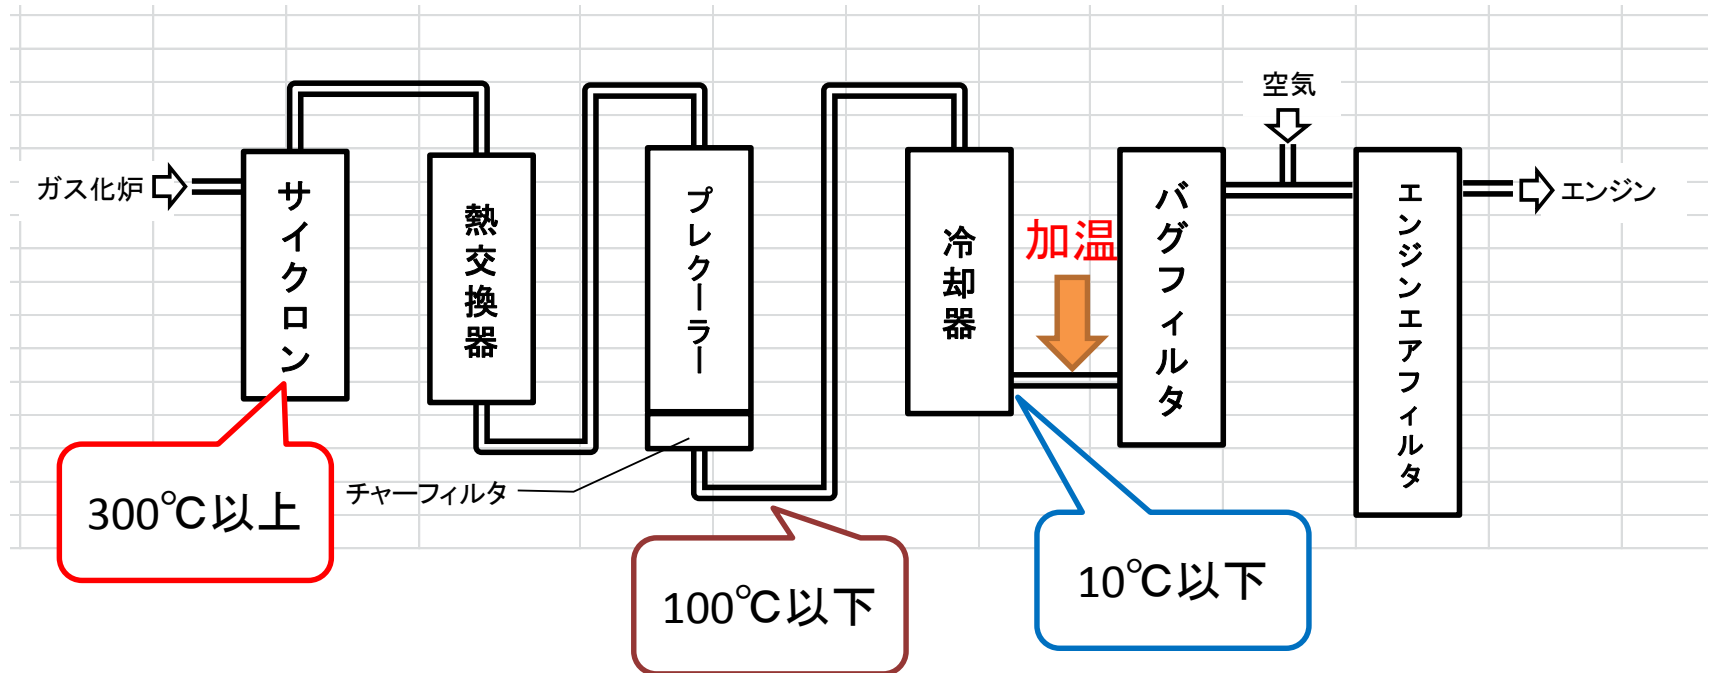 空気
ガス化炉
サイクロン
熱交換器
プレクーラー
冷却器
加温
バグフィルタ
エンジンエアフィルタ
エンジン
チャーフィルタ
300℃以上
100℃以下
10℃以下